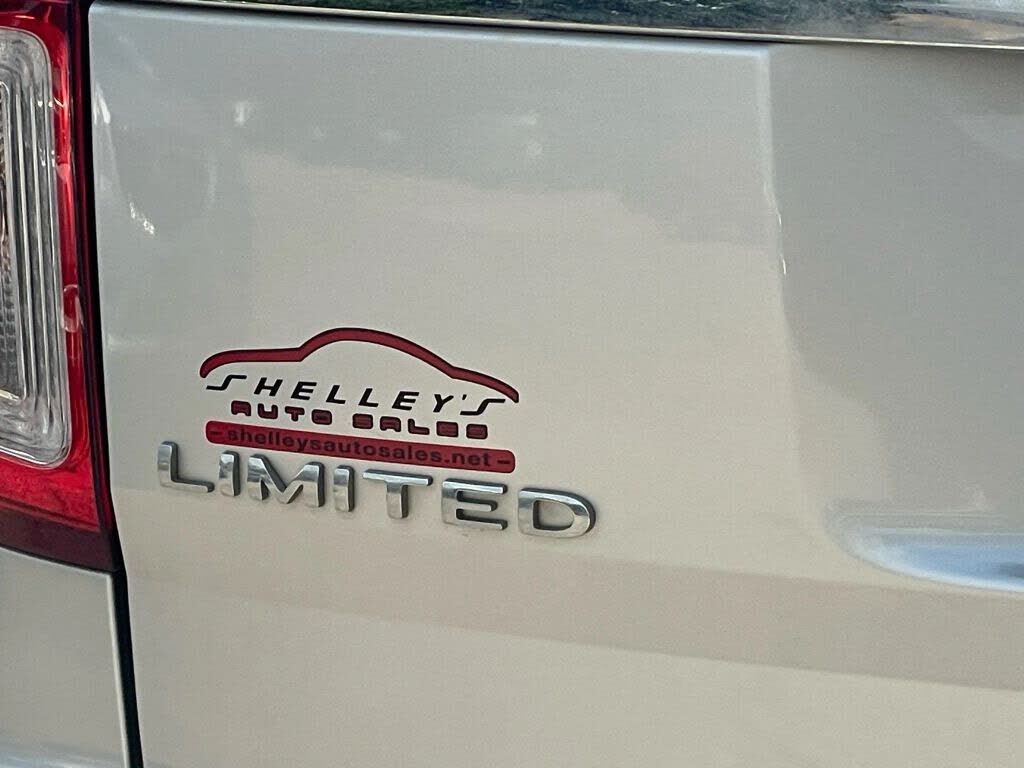 SHELLEY'S
AUTO SALES
- shelleysautosales.net -
LIMITED